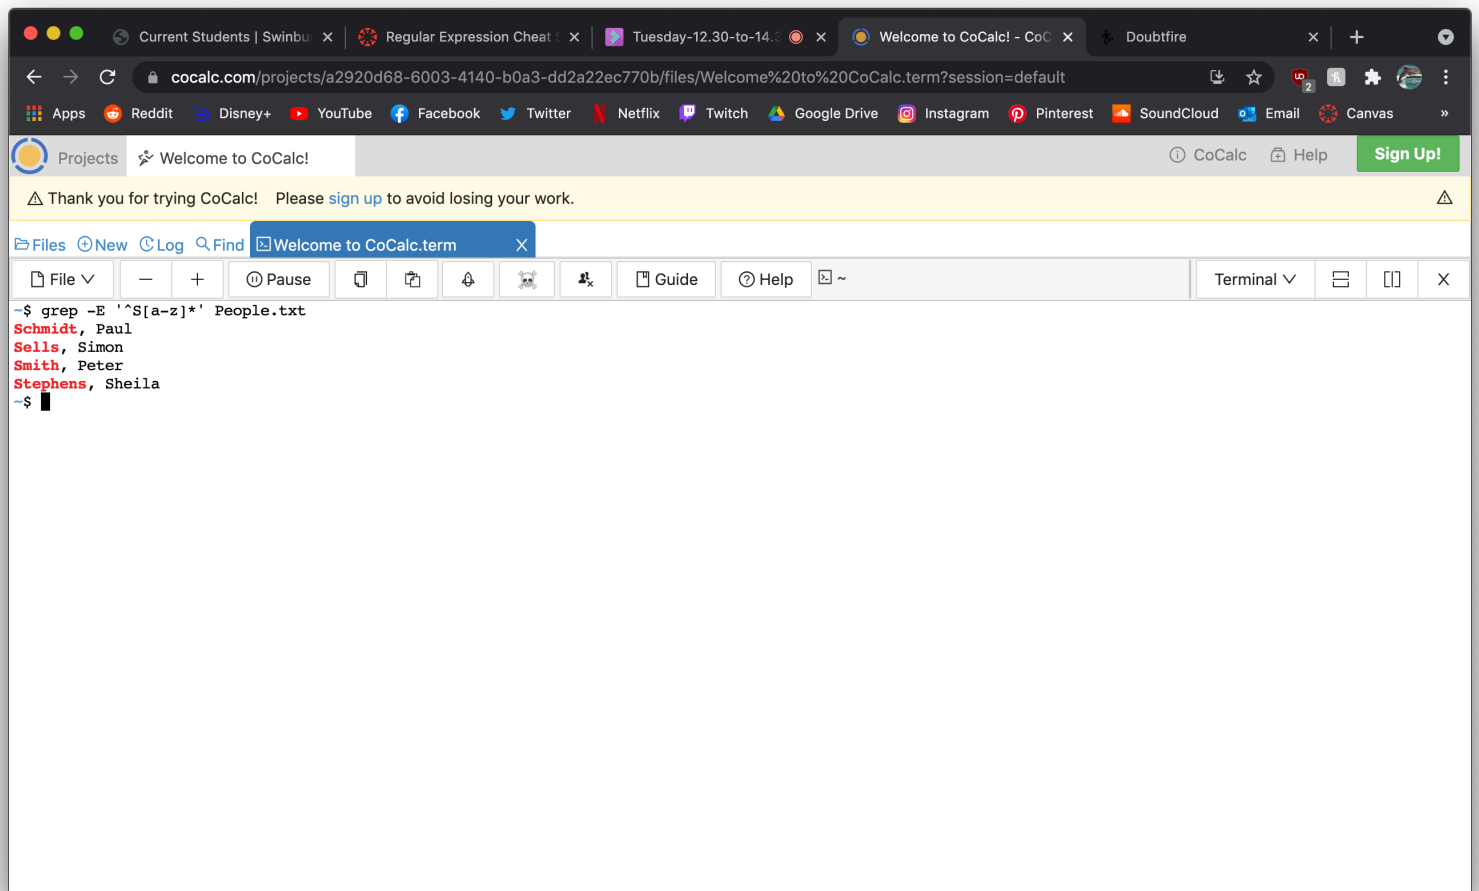 Current Students | Swinbu
Regular Expression Cheat S
Tuesday-12.30-to-14.3
Welcome to CoCalc! - CoC
Doubtfire
cocalc.com/projects/a2920d68-6003-4140-b0a3-dd2a22ec770b/files/Welcome%20to%20CoCalc.term?session=default
2
Apps Reddit Disney+ YouTube Facebook Twitter Netflix Twitch Google Drive Instagram Pinterest SoundCloud Email Canvas »
Projects Welcome to CoCalc! CoCalc Help Sign Up!
Thank you for trying CoCalc! Please sign up to avoid losing your work.
Files New Log Find Welcome to CoCalc.term
File Pause Guide Help ~ Terminal
~$ grep -E '^S[a-z]*' People.txt
Schmidt, Paul
Sells, Simon
Smith, Peter
Stephens, Sheila
~$